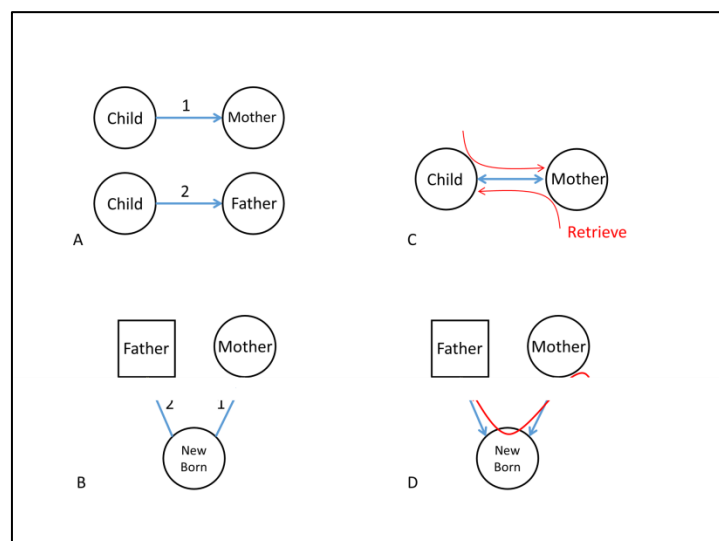 1
Child
Mother
2
Child
Father
A
Child
Mother
Retrieve
C
Father
Mother
2
1
New
Born
B
Father
Mother
New
Born
D